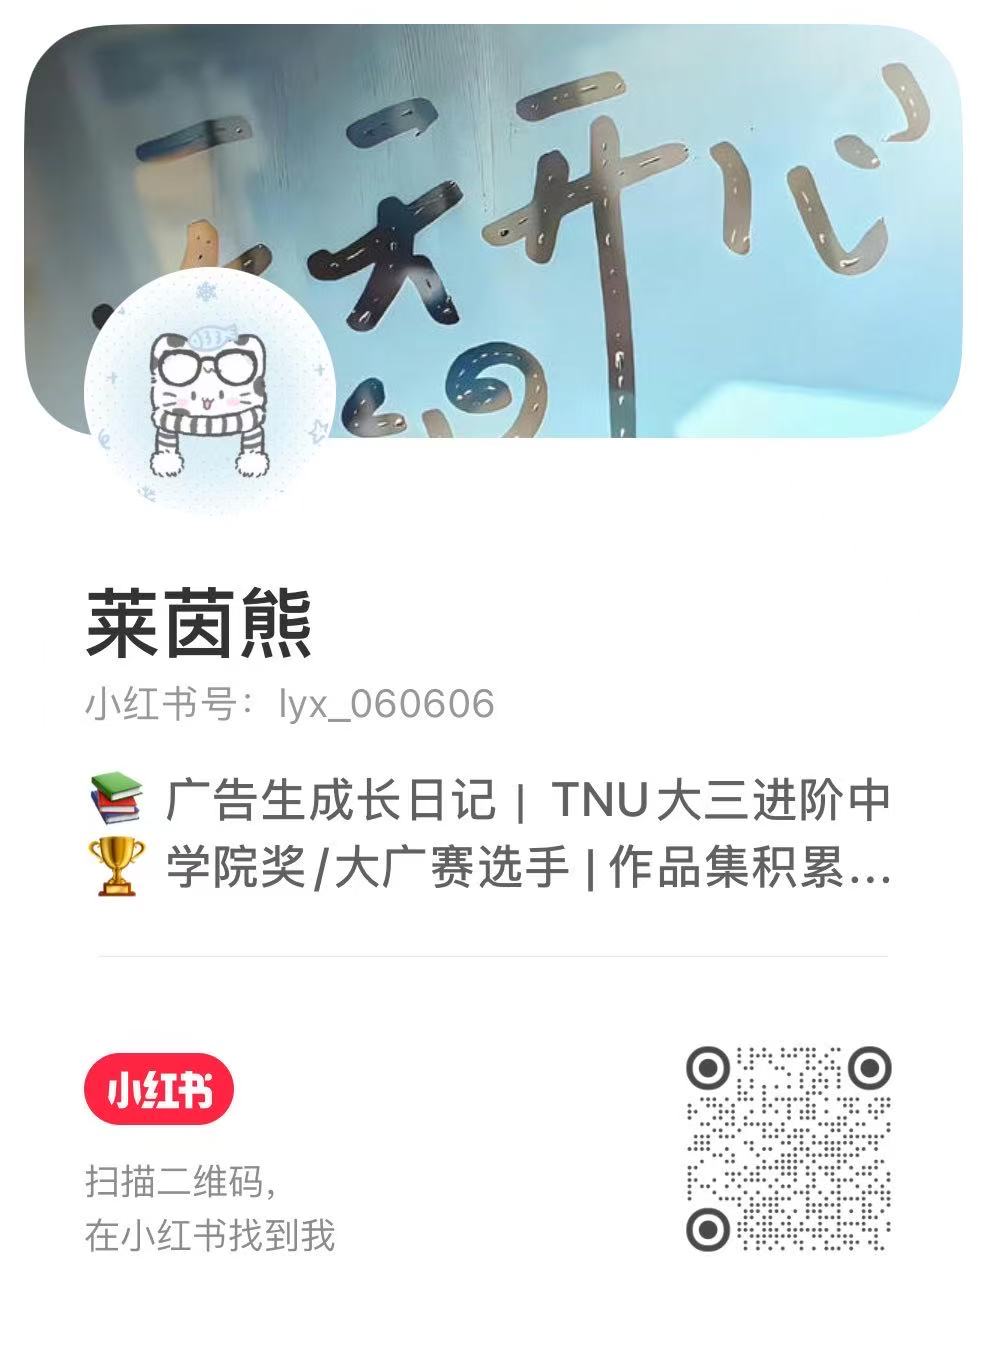 天天开心
莱茵熊
小红书号：lyx_060606
广告生成长日记 | TNU大三进阶中
学院奖/大广赛选手 | 作品集积累...
小红书
扫描二维码，
在小红书找到我